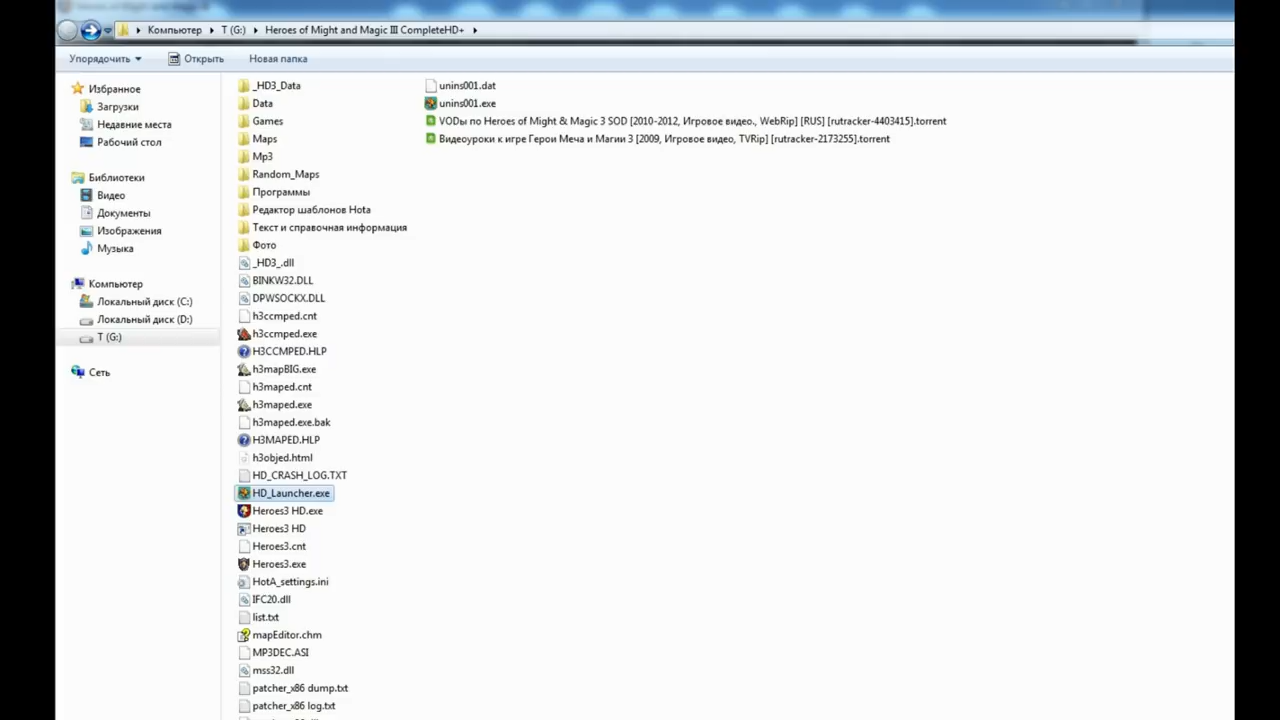 Компьютер
T (G:)
Heroes of Might and Magic III CompleteHD+
Упорядочить
Открыть
Новая папка
Избранное
Загрузки
Недавние места
Рабочий стол
Библиотеки
Видео
Документы
Изображения
Музыка
Компьютер
Локальный диск (C:)
Локальный диск (D:)
T (G:)
Сеть
_HD3_Data
Data
Games
Maps
Mp3
Random_Maps
Программы
Редактор шаблонов Hota
Текст и справочная информация
Фото
_HD3_.dll
BINKW32.DLL
DPWSOCKX.DLL
h3ccmped.cnt
h3ccmped.exe
H3CCMPED.HLP
h3mapBIG.exe
h3maped.cnt
h3maped.exe
h3maped.exe.bak
H3MAPED.HLP
h3objed.html
HD_CRASH_LOG.TXT
HD_Launcher.exe
Heroes3 HD.exe
Heroes3 HD
Heroes3.cnt
Heroes3.exe
HotA_settings.ini
IFC20.dll
list.txt
mapEditor.chm
MP3DEC.ASI
mss32.dll
patcher_x86 dump.txt
patcher_x86 log.txt
unins001.dat
unins001.exe
VODы по Heroes of Might & Magic 3 SOD [2010-2012, Игровое видео., WebRip] [RUS] [rutracker-4403415].torrent
Видеоуроки к игре Герои Меча и Магии 3 [2009, Игровое видео, TVRip] [rutracker-2173255].torrent